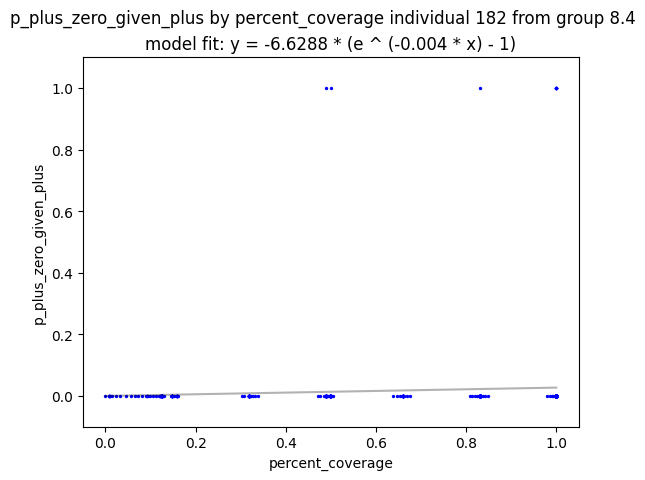 p_plus_zero_given_plus by percent_coverage individual 182 from group 8.4
model fit: y = -6.6288 * (e ^ (-0.004 * x) - 1)
1.0
0.8
0.6
0.4
0.2
0.0
p_plus_zero_given_plus
0.0 0.2 0.4 0.6 0.8 1.0
percent_coverage